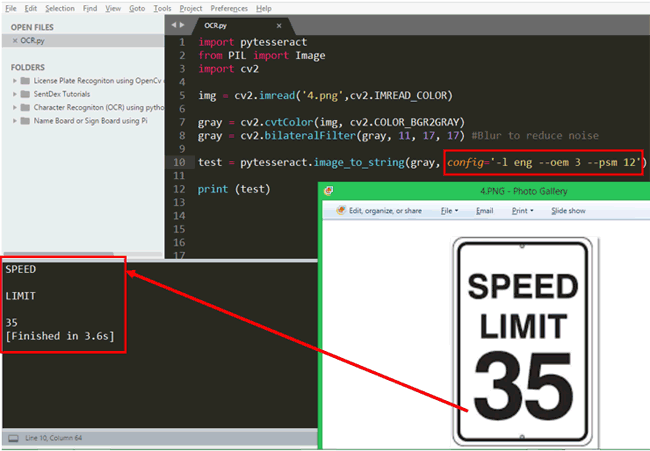 File Edit Selection Find View Goto Tools Project Preferences Help
OPEN FILES
× OCR.py
FOLDERS
License Plate Recogniton using OpenCv
SentDex Tutorials
Character Recogniton (OCR) using pytho
Name Board or Sign Board using Pi
OCR.py ×
1 import pytesseract
2 from PIL import Image
3 import cv2
4
5 img = cv2.imread('4.png',cv2.IMREAD_COLOR)
6
7 gray = cv2.cvtColor(img, cv2.COLOR_BGR2GRAY)
8 gray = cv2.bilateralFilter(gray, 11, 17, 17) #Blur to reduce noise
9
10 test = pytesseract.image_to_string(gray, config='-l eng --oem 3 --psm 12')
11
12 print (test)
13
14
15
16
17
SPEED
LIMIT
35
[Finished in 3.6s]
Line 10, Column 64
4.PNG - Photo Gallery
Edit, organize, or share File Email Print Slide show
SPEED
LIMIT
35